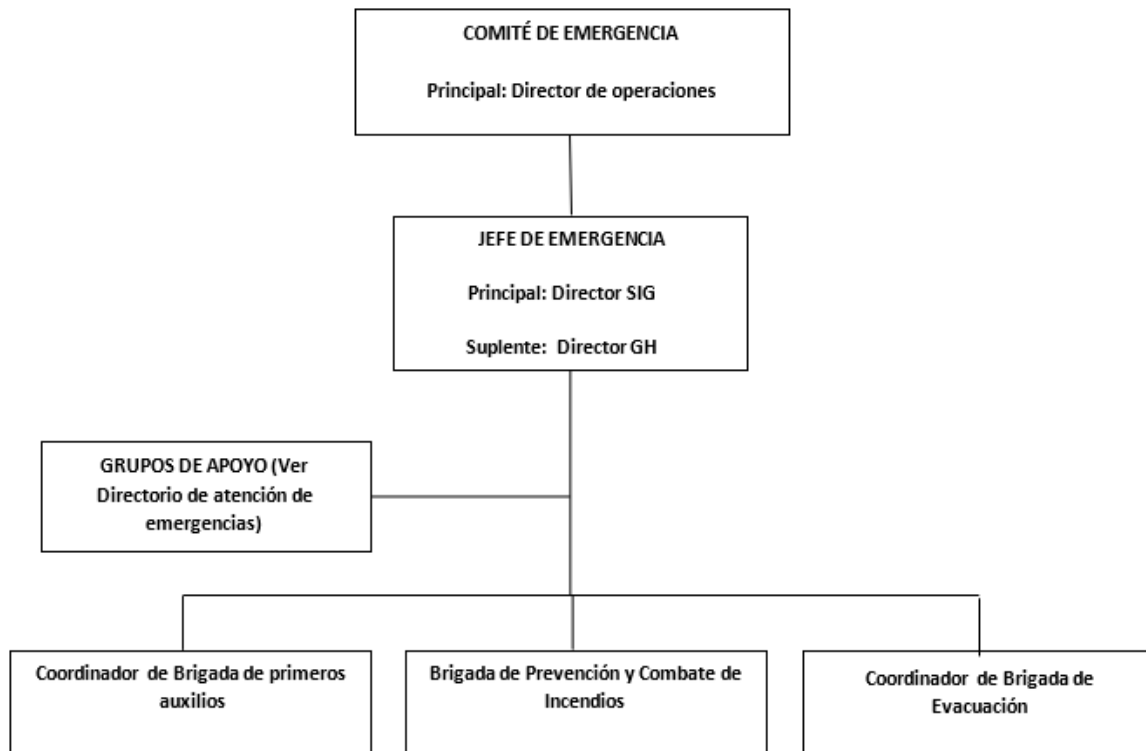 COMITÉ DE EMERGENCIA
Principal: Director de operaciones
JEFE DE EMERGENCIA
Principal: Director SIG
Suplente: Director GH
GRUPOS DE APOYO (Ver
Directorio de atención de
emergencias)
Coordinador de Brigada de primeros
auxilios
Brigada de Prevención y Combate de
Incendios
Coordinador de Brigada de
Evacuación